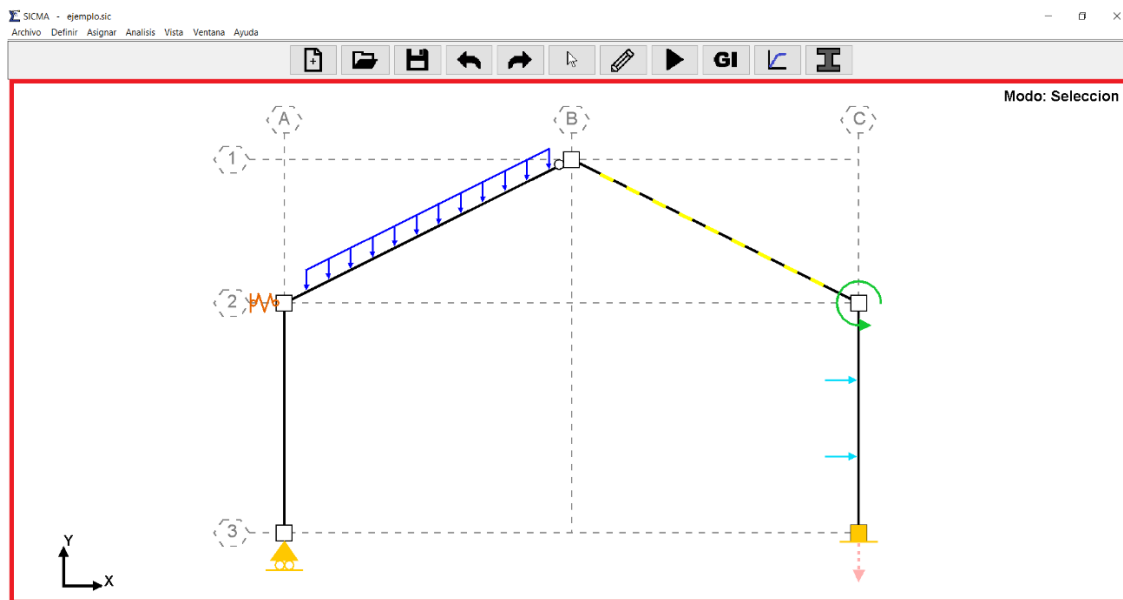 SICMA - ejemplo.sic
Archivo Definir Asignar Analisis Vista Ventana Ayuda
GI
Modo: Seleccion
A B C
1
2
3
Y
X